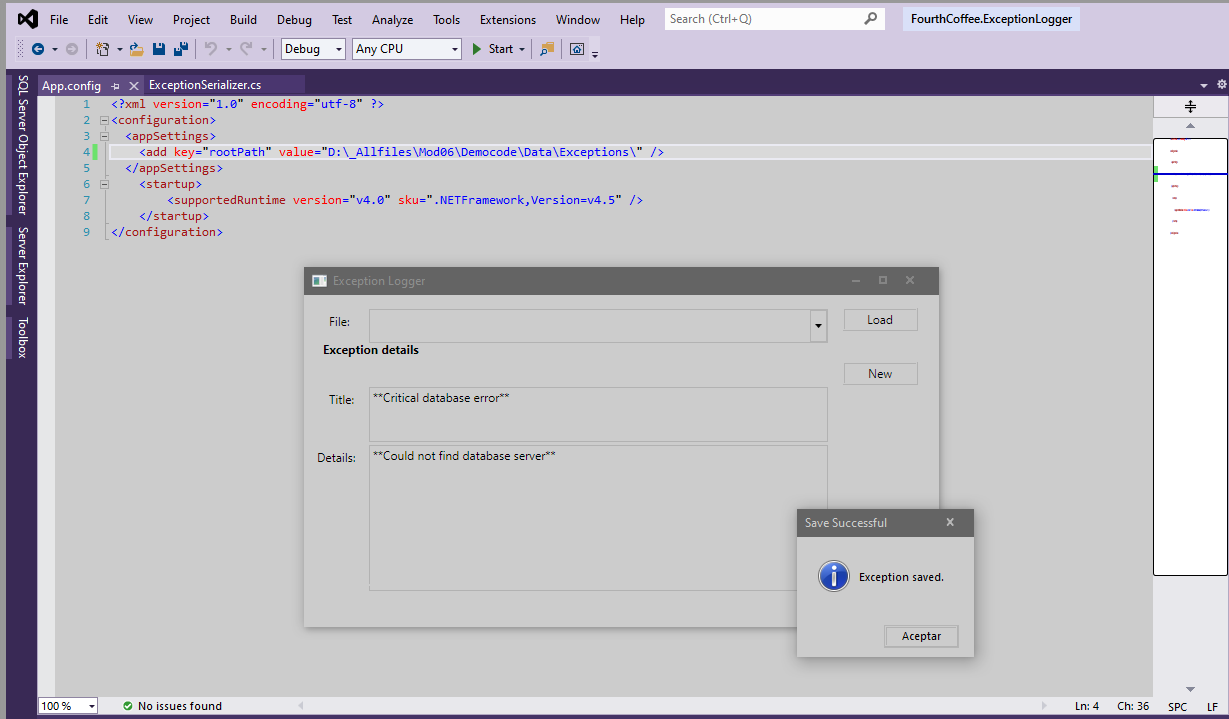 File Edit View Project Build Debug Test Analyze Tools Extensions Window Help Search (Ctrl+Q) FourthCoffee.ExceptionLogger
Debug Any CPU Start
App.config ExceptionSerializer.cs
SQL Server Object Explorer
Server Explorer
Toolbox
1 <?xml version="1.0" encoding="utf-8" ?>
2 <configuration>
3 <appSettings>
4 <add key="rootPath" value="D:\_Allfiles\Mod06\Democode\Data\Exceptions\" />
5 </appSettings>
6 <startup>
7 <supportedRuntime version="v4.0" sku=".NETFramework,Version=v4.5" />
8 </startup>
9 </configuration>
Exception Logger
File: Load
Exception details
New
Title: **Critical database error**
Details: **Could not find database server**
Save Successful
Exception saved.
Aceptar
100 % No issues found Ln: 4 Ch: 36 SPC LF